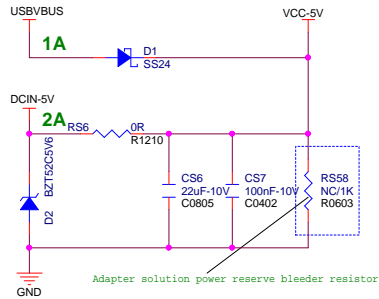 USBVBUS
VCC-5V
1A
D1
SS24
DCIN-5V
2A
RS6
0R
R1210
BZT52C5V6
D2
CS6
22uF-10V
C0805
CS7
100nF-10V
C0402
RS58
NC/1K
R0603
GND
Adapter solution power reserve bleeder resistor